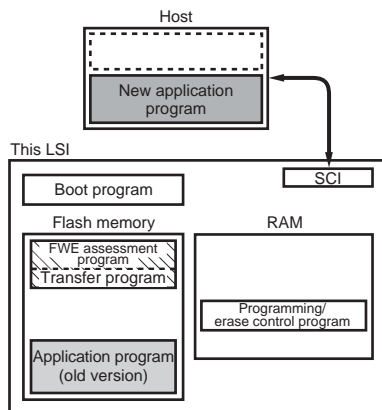 Host
New application
program
This LSI
SCI
Boot program
Flash memory
RAM
FWE assessment
program
Transfer program
Programming/
erase control program
Application program
(old version)